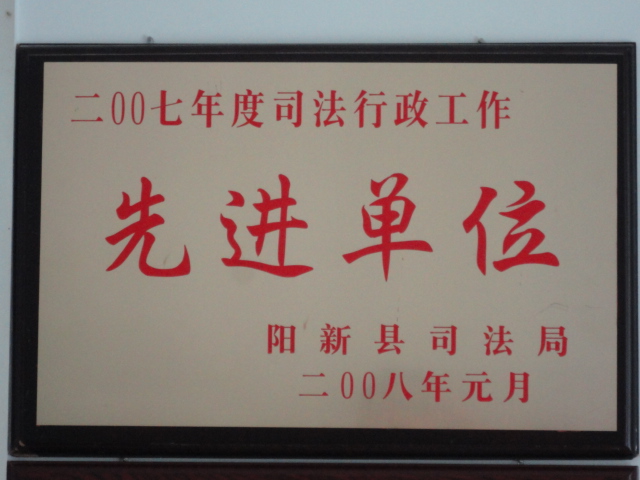 二00七年度司法行政工作
先进单位
阳新县司法局
二00八年元月